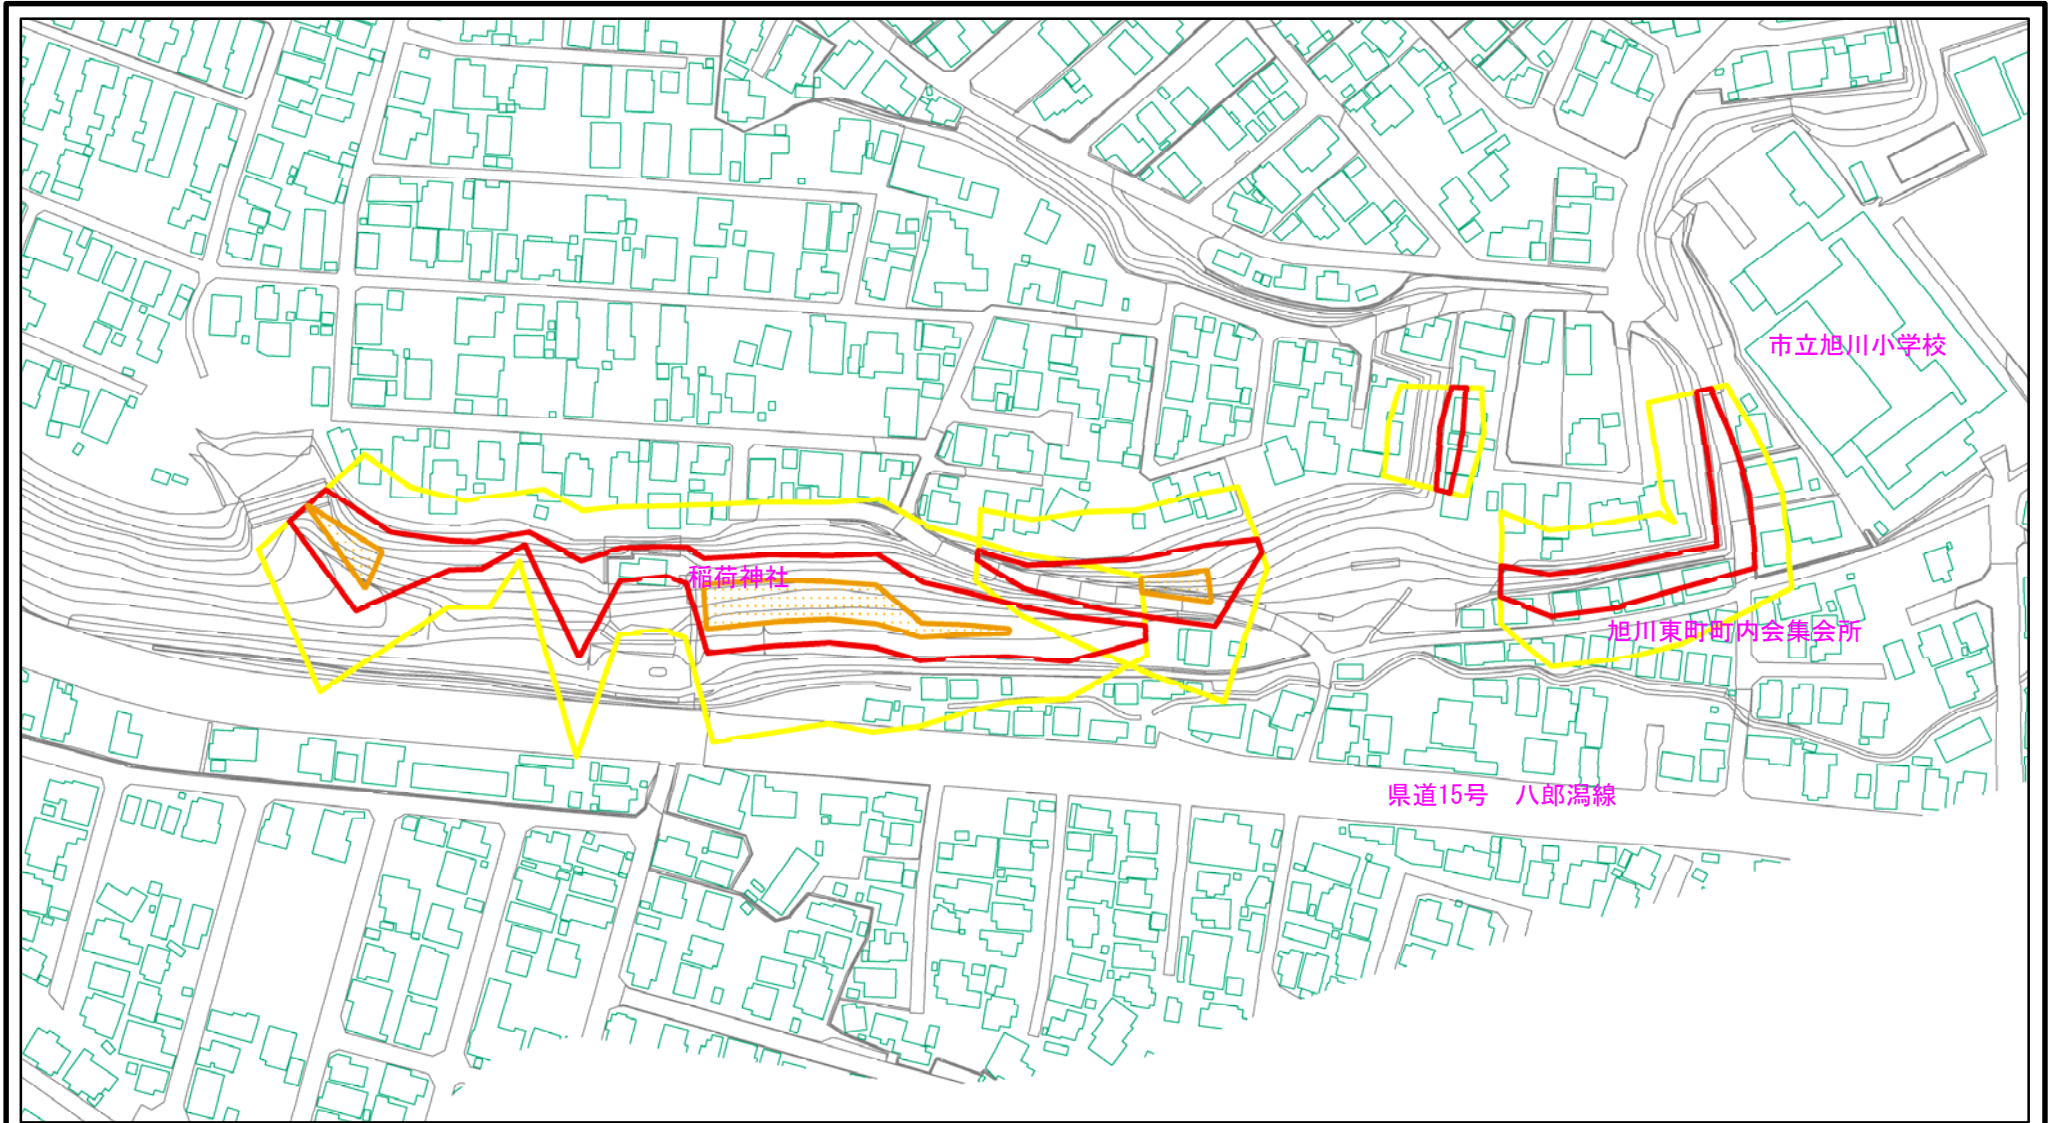 市立旭川小学校
稲荷神社
旭川東町町内会集会所
県道15号　八郎潟線